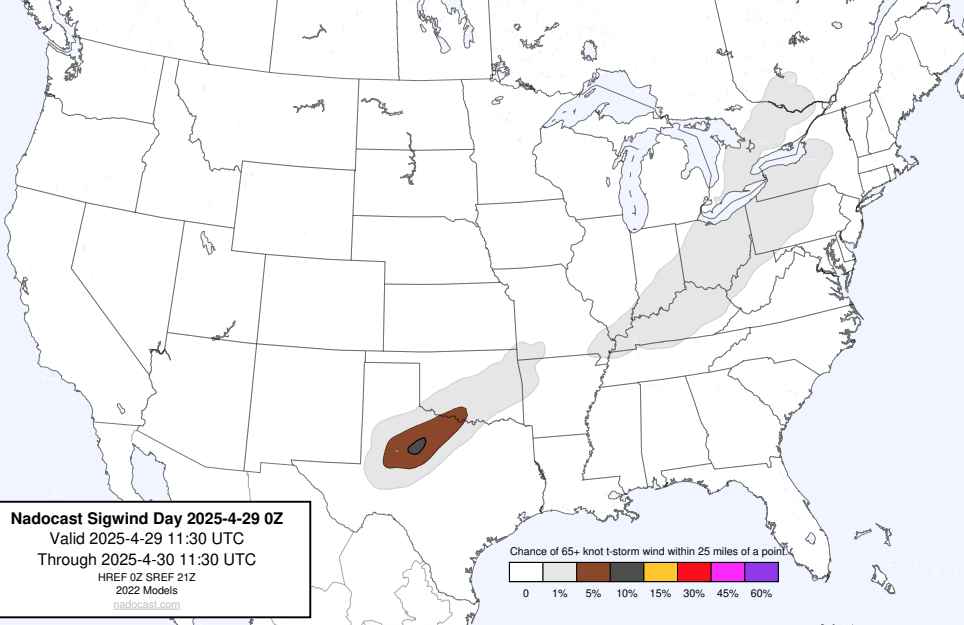 Nadocast Sigwind Day 2025-4-29 0Z
Valid 2025-4-29 11:30 UTC
Through 2025-4-30 11:30 UTC
HREF 0Z SREF 21Z
2022 Models
nadocast.com
Chance of 65+ knot t-storm wind within 25 miles of a point.
0 1% 5% 10% 15% 30% 45% 60%